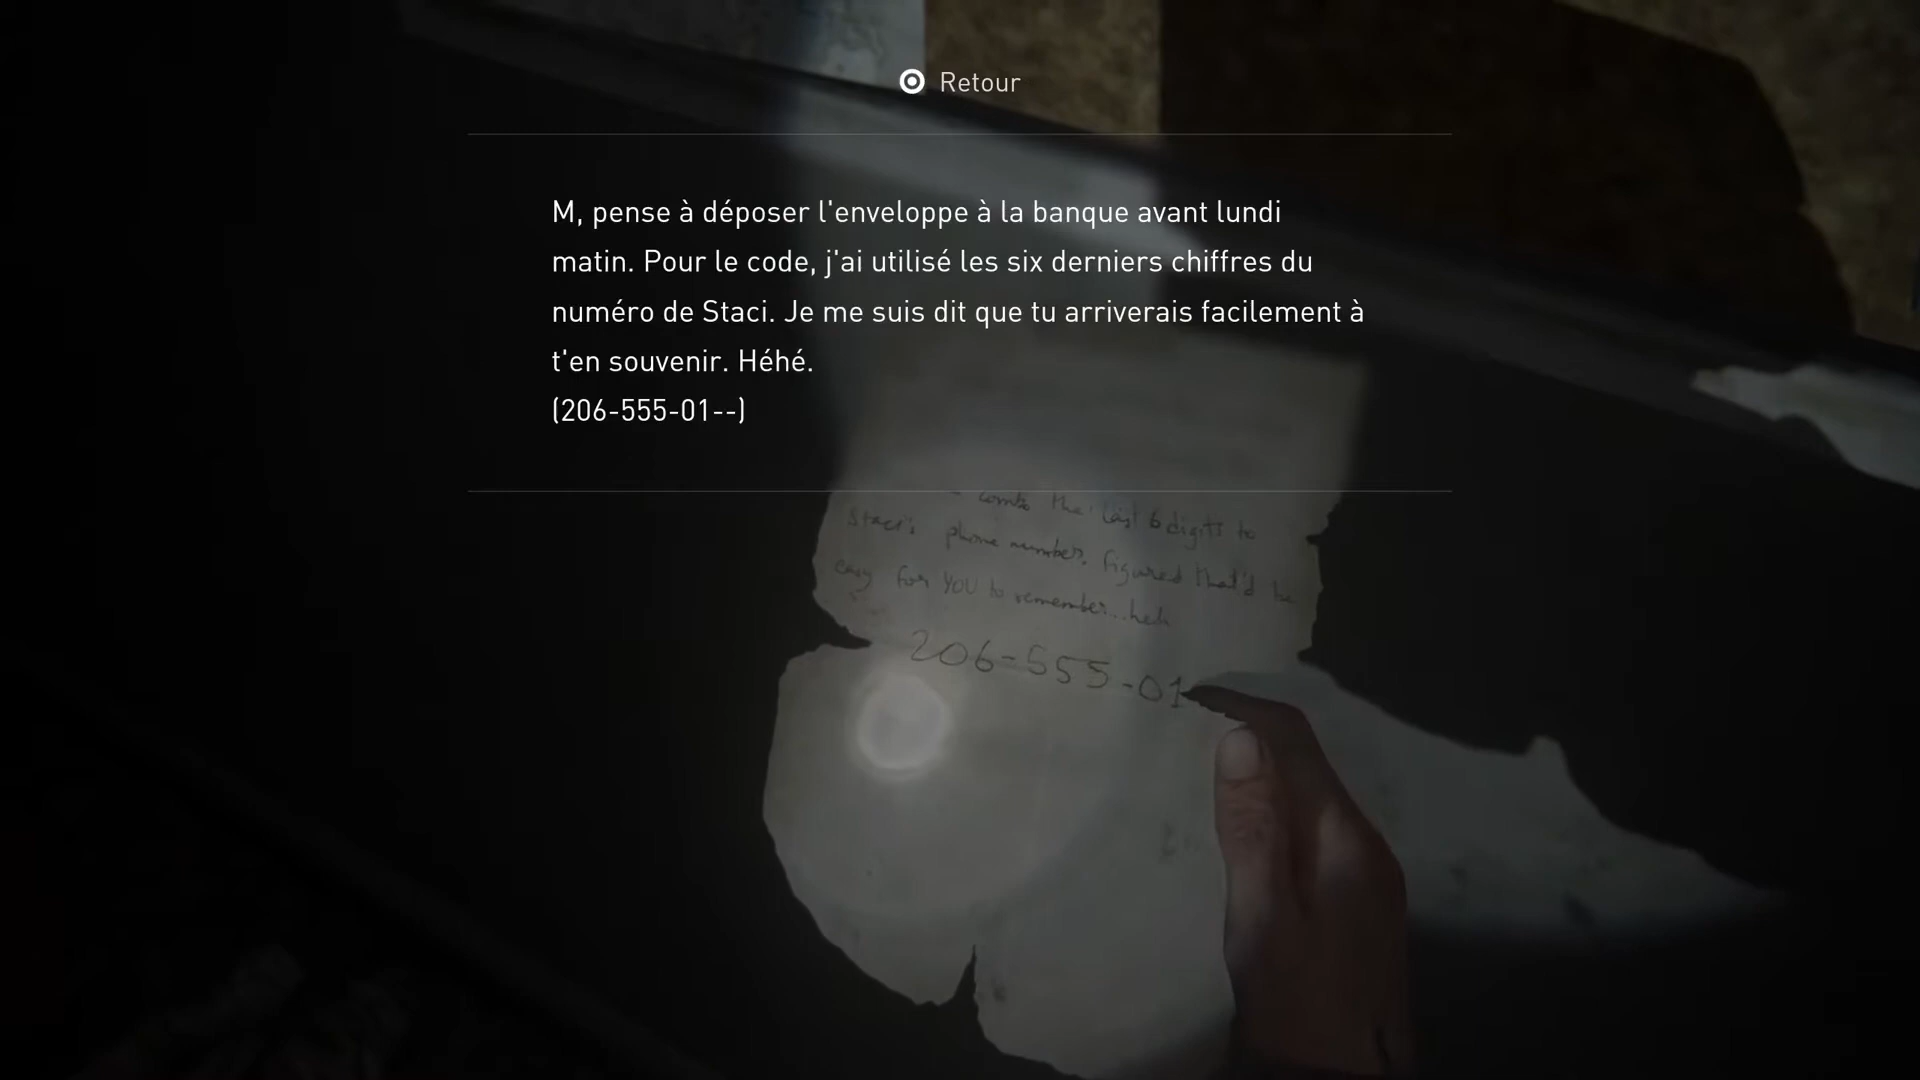 Retour
M, pense à déposer l'enveloppe à la banque avant lundi
matin. Pour le code, j'ai utilisé les six derniers chiffres du
numéro de Staci. Je me suis dit que tu arriverais facilement à
t'en souvenir. Héhé.
(206-555-01--)
combo the last 6 digits to
Staci's phone number. figured that'd be
easy for YOU to remember...heh
206-555-01